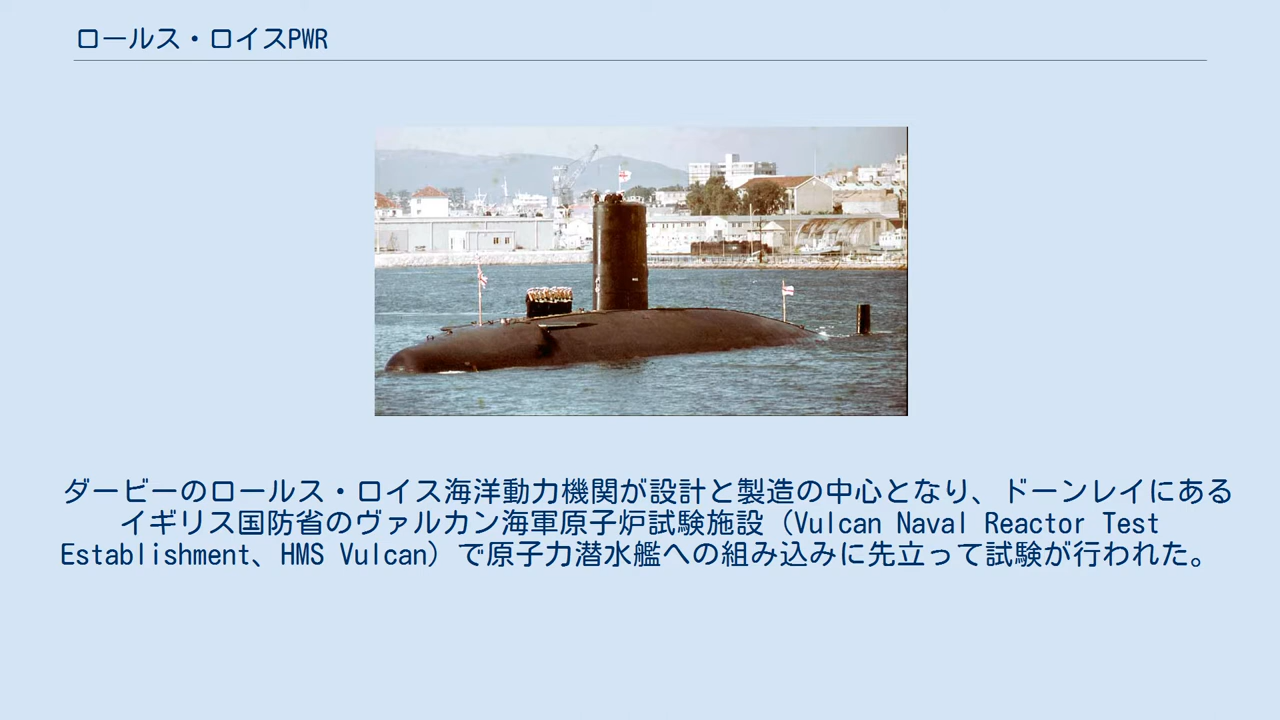 ロールス・ロイスPWR
ダービーのロールス・ロイス海洋動力機関が設計と製造の中心となり、ドーンレイにある
イギリス国防省のヴァルカン海軍原子炉試験施設（Vulcan Naval Reactor Test
Establishment、HMS Vulcan）で原子力潜水艦への組み込みに先立って試験が行われた。